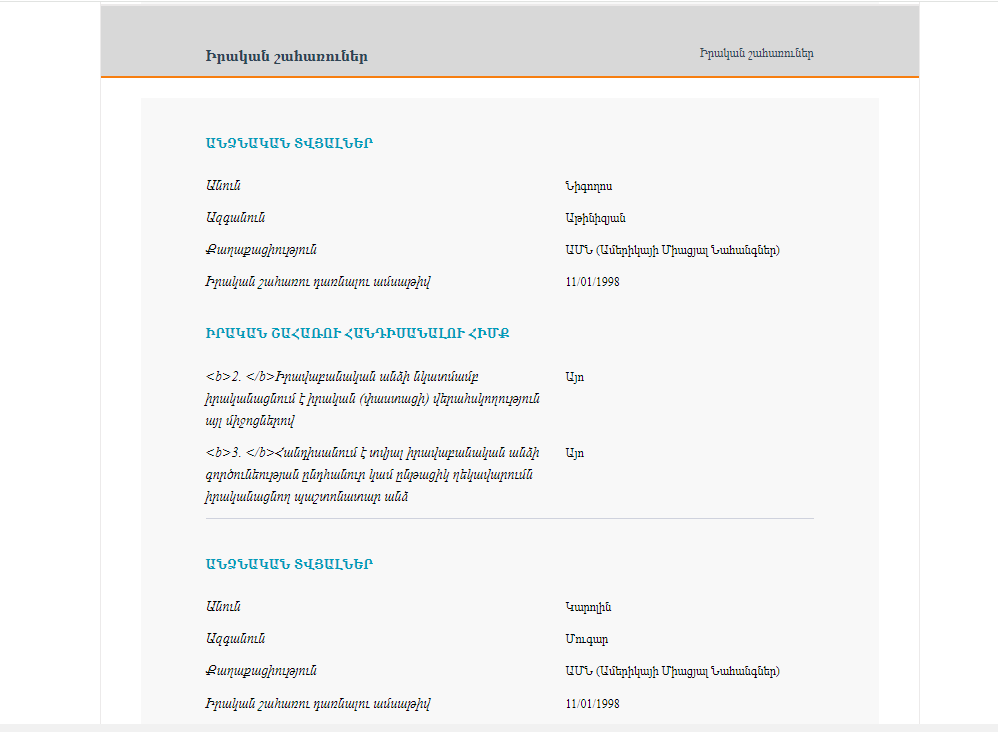 Իրական շահառուներ
Իրական շահառուներ
ԱՆՁՆԱԿԱՆ ՏՎՅԱԼՆԵՐ
Անուն Նիգողոս
Ազգանուն Աթինիզյան
Քաղաքացիություն ԱՄՆ (Ամերիկայի Միացյալ Նահանգներ)
Իրական շահառու դառնալու ամսաթիվ 11/01/1998
ԻՐԱԿԱՆ ՇԱՀԱՌՈՒ ՀԱՆԴԻՍԱՆԱԼՈՒ ՀԻՄՔ
<b>2. </b>Իրավաբանական անձի նկատմամբ Այո
իրականացնում է իրական (փաստացի) վերահսկողություն
այլ միջոցներով
<b>3. </b>Հանդիսանում է տվյալ իրավաբանական անձի Այո
գործունեության ընդհանուր կամ ընթացիկ ղեկավարումն
իրականացնող պաշտոնատար անձ
ԱՆՁՆԱԿԱՆ ՏՎՅԱԼՆԵՐ
Անուն Կարոլին
Ազգանուն Մուգար
Քաղաքացիություն ԱՄՆ (Ամերիկայի Միացյալ Նահանգներ)
Իրական շահառու դառնալու ամսաթիվ 11/01/1998